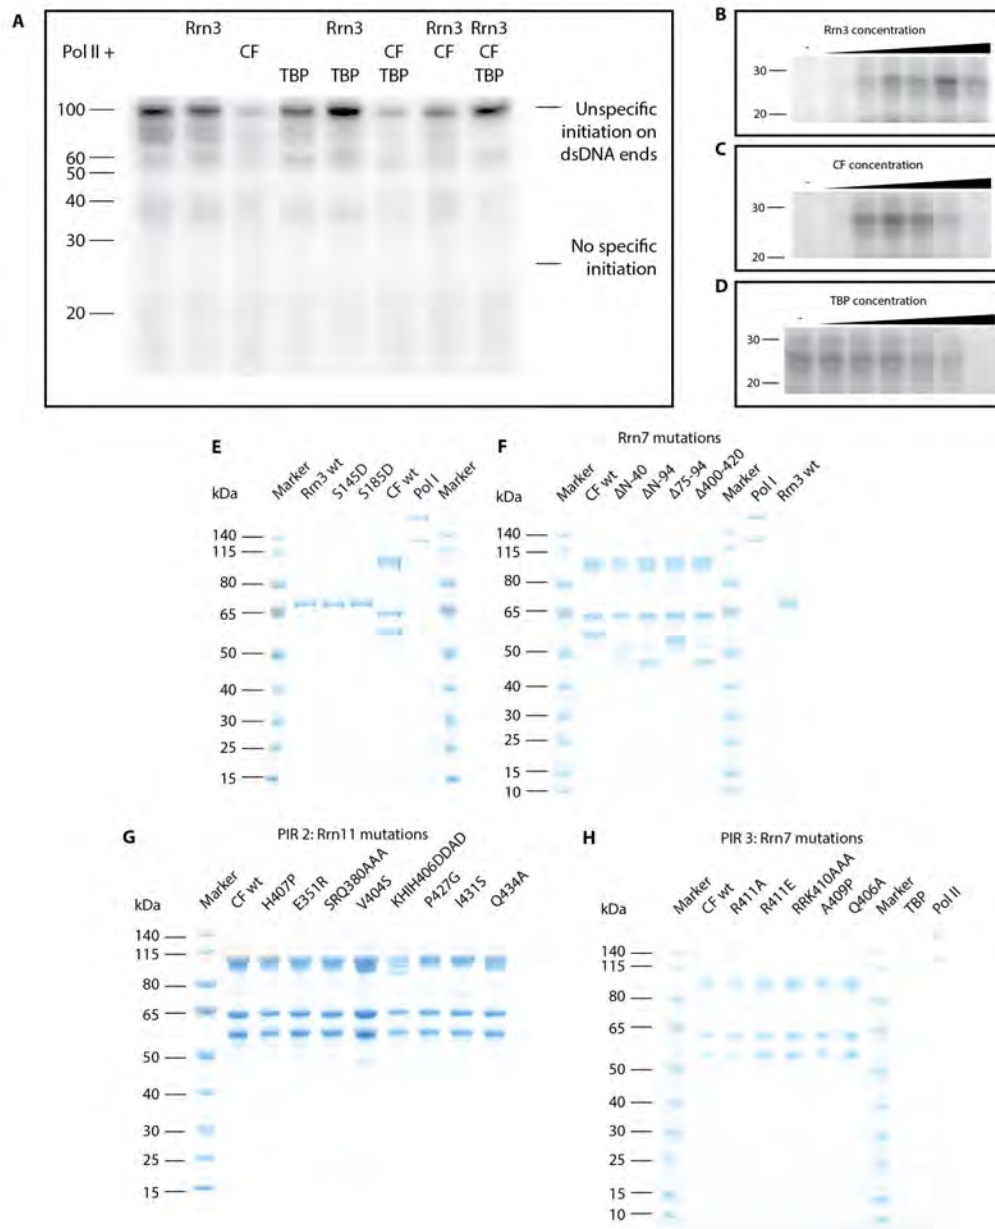 A
Rrn3 Rrn3 Rrn3 Rrn3
Pol II + CF CF CF CF
TBP TBP TBP TBP
100
60
50
40
30
20
Unspecific
initiation on
dsDNA ends
No specific
initiation
B
Rrn3 concentration
-
30
20
C
CF concentration
-
30
20
D
TBP concentration
-
30
20
E
kDa
Marker
Rrn3 wt
S145D
S185D
CF wt
Pol I
Marker
140
115
80
65
50
40
30
25
15
F
Rrn7 mutations
kDa
Marker
CF wt
ΔN-40
ΔN-94
Δ75-94
Δ400-420
Marker
Pol I
Rrn3 wt
140
115
80
65
50
40
30
25
15
10
G
PIR 2: Rrn11 mutations
kDa
Marker
CF wt
H407P
E351R
SRQ380AAA
V404S
KHIH406DDAD
P427G
I431S
Q434A
140
115
80
65
50
40
30
25
15
H
PIR 3: Rrn7 mutations
kDa
Marker
CF wt
R411A
R411E
RRK410AAA
A409P
Q406A
Marker
TBP
Pol II
140
115
80
65
50
40
30
25
15
10